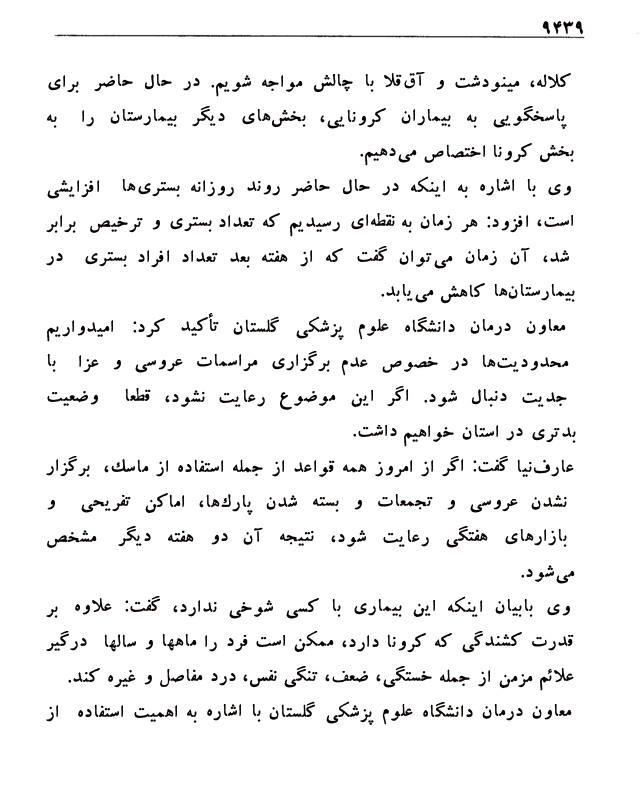 ۹۴۳۹
کلاله، مینودشت و آق‌قلا با چالش مواجه شویم. در حال حاضر برای
پاسخگویی به بیماران کرونایی، بخش‌های دیگر بیمارستان را به
بخش کرونا اختصاص می‌دهیم.
وی با اشاره به اینکه در حال حاضر روند روزانه بستری‌ها افزایشی
است، افزود: هر زمان به نقطه‌ای رسیدیم که تعداد بستری و ترخیص برابر
شد، آن زمان می‌توان گفت که از هفته بعد تعداد افراد بستری در
بیمارستان‌ها کاهش می‌یابد.
معاون درمان دانشگاه علوم پزشکی گلستان تأکید کرد: امیدواریم
محدودیت‌ها در خصوص عدم برگزاری مراسمات عروسی و عزا با
جدیت دنبال شود. اگر این موضوع رعایت نشود، قطعا وضعیت
بدتری در استان خواهیم داشت.
عارف‌نیا گفت: اگر از امروز همه قواعد از جمله استفاده از ماسك، برگزار
نشدن عروسی و تجمعات و بسته شدن پارك‌ها، اماکن تفریحی و
بازارهای هفتگی رعایت شود، نتیجه آن دو هفته دیگر مشخص
می‌شود.
وی بابیان اینکه این بیماری با کسی شوخی ندارد، گفت: علاوه بر
قدرت کشندگی که کرونا دارد، ممکن است فرد را ماهها و سالها درگیر
علائم مزمن از جمله خستگی، ضعف، تنگی نفس، درد مفاصل و غیره کند.
معاون درمان دانشگاه علوم پزشکی گلستان با اشاره به اهمیت استفاده از